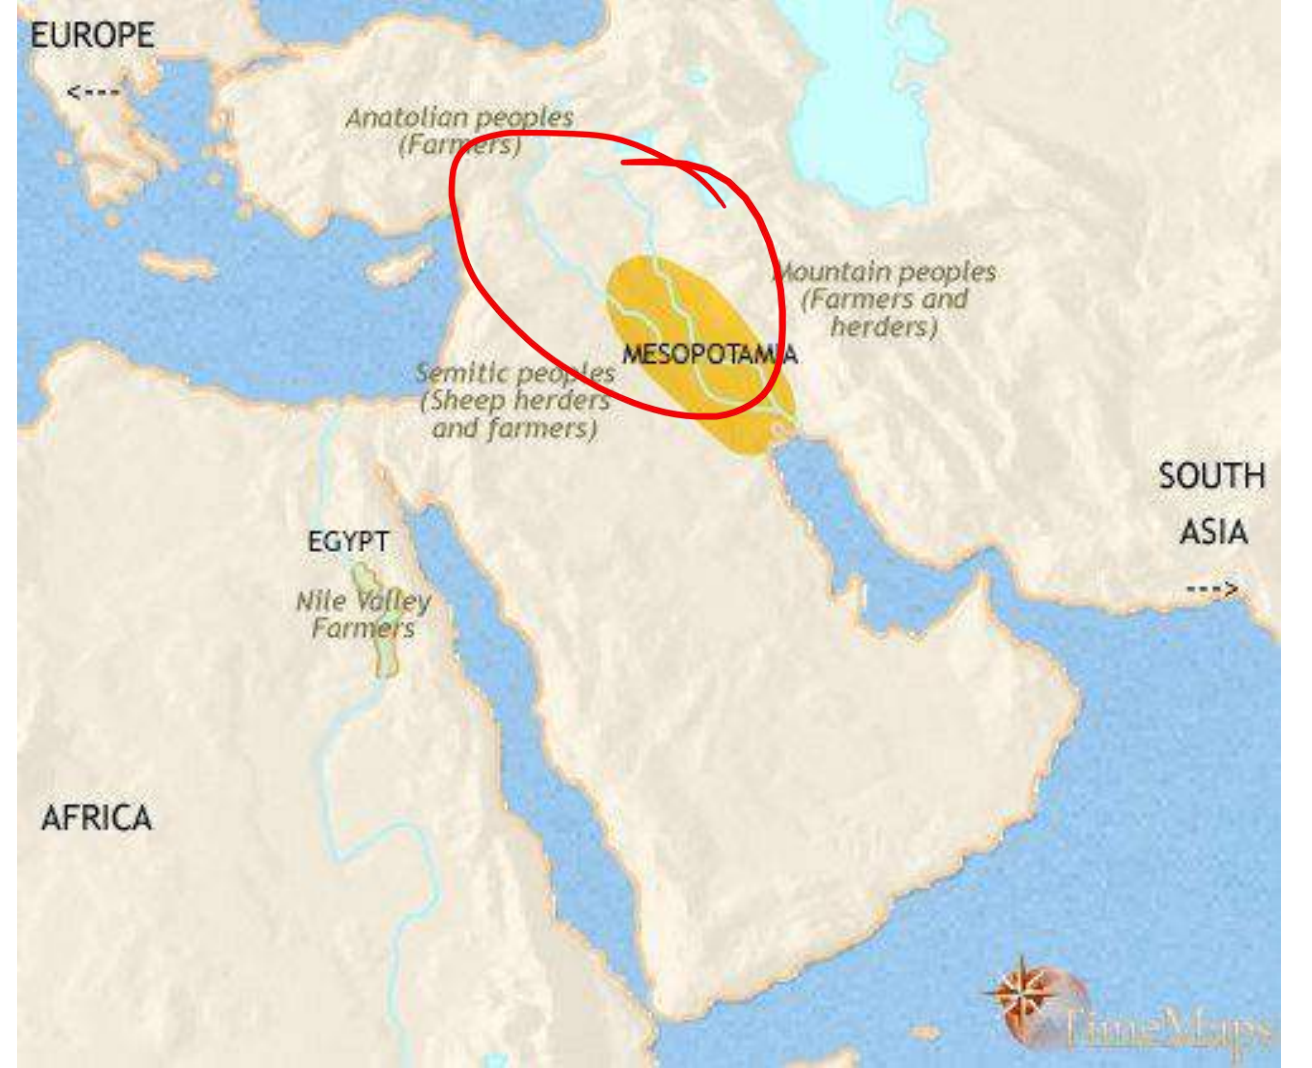 EUROPE
<---
Anatolian peoples
(Farmers)
Mountain peoples
(Farmers and
herders)
MESOPOTAMIA
Semitic peoples
(Sheep herders
and farmers)
SOUTH
ASIA
--->
EGYPT
Nile Valley
Farmers
AFRICA
TimeMaps